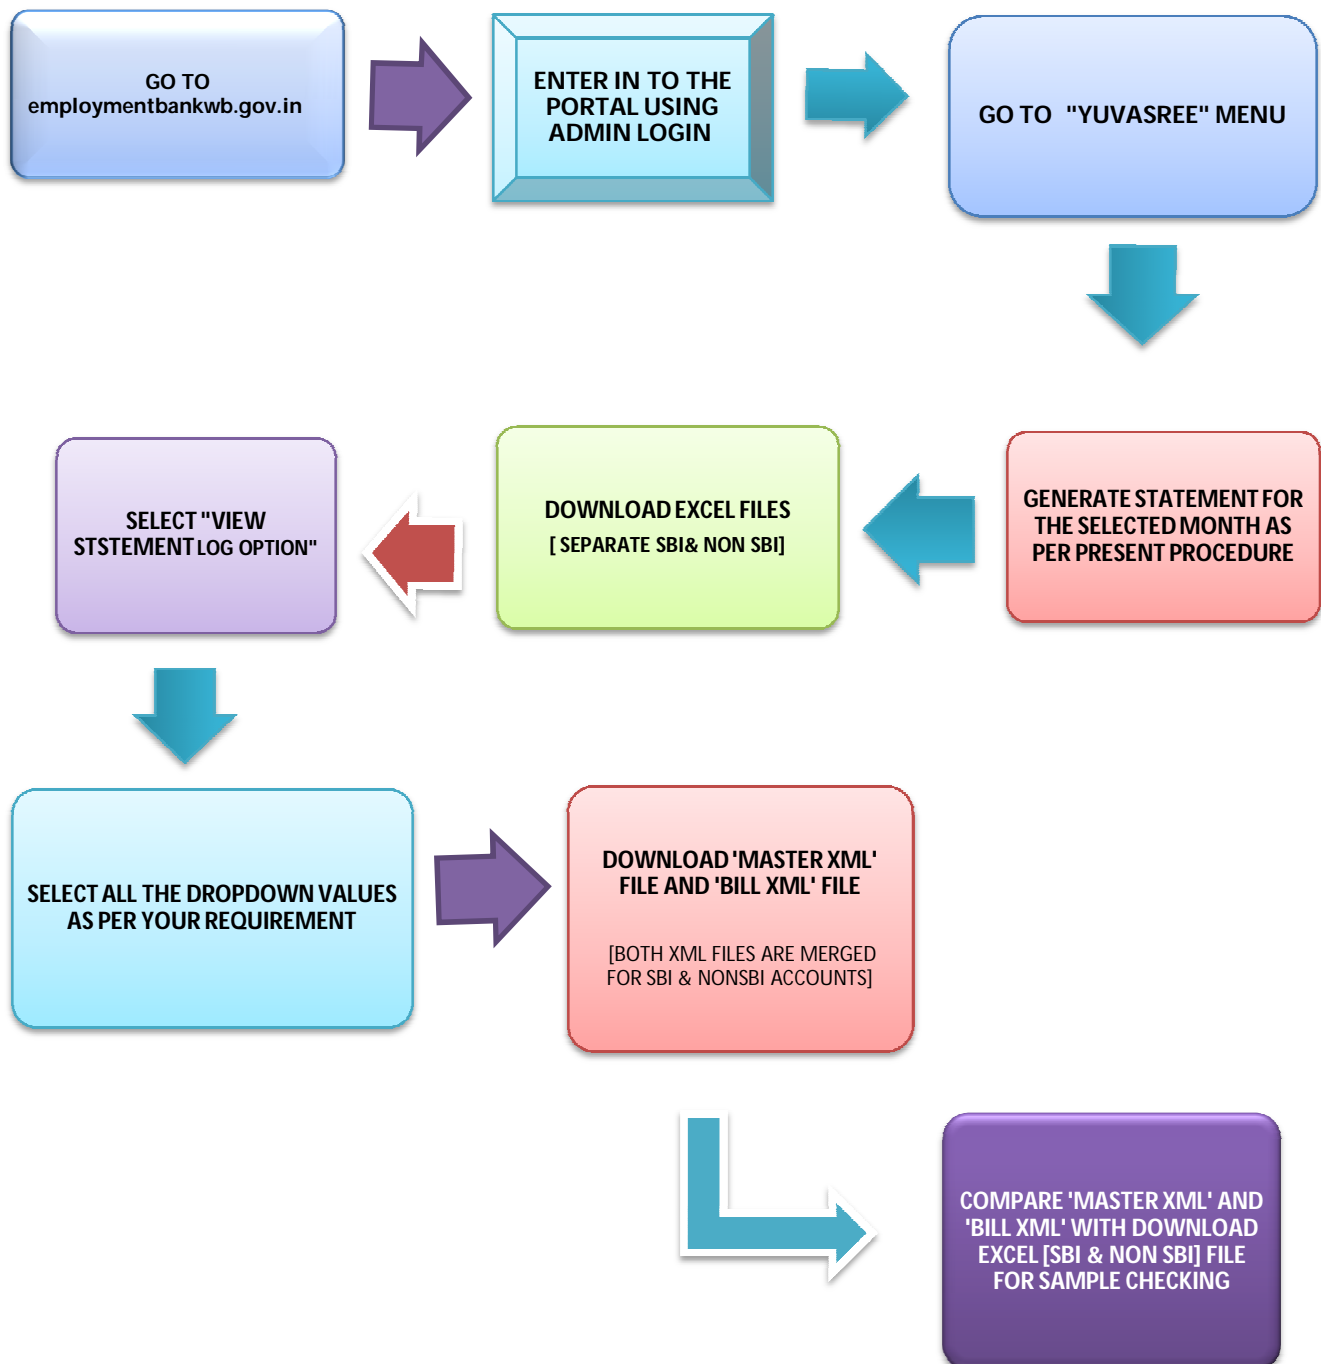 GO TO
employmentbankwb.gov.in
ENTER IN TO THE
PORTAL USING
ADMIN LOGIN
GO TO "YUVASREE" MENU
GENERATE STATEMENT FOR
THE SELECTED MONTH AS
PER PRESENT PROCEDURE
DOWNLOAD EXCEL FILES
[ SEPARATE SBI& NON SBI]
SELECT "VIEW
STSTEMENT LOG OPTION"
SELECT ALL THE DROPDOWN VALUES
AS PER YOUR REQUIREMENT
DOWNLOAD 'MASTER XML'
FILE AND 'BILL XML' FILE
[BOTH XML FILES ARE MERGED
FOR SBI & NONSBI ACCOUNTS]
COMPARE 'MASTER XML' AND
'BILL XML' WITH DOWNLOAD
EXCEL [SBI & NON SBI] FILE
FOR SAMPLE CHECKING